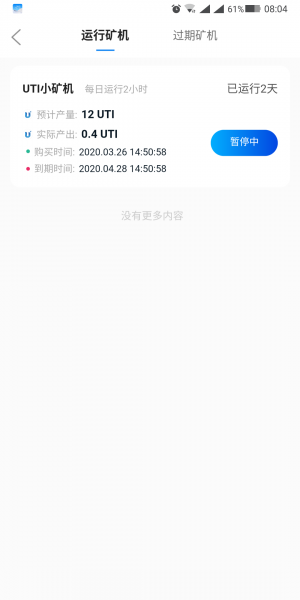 61% 08:04
运行矿机 过期矿机
UTI小矿机 每日运行2小时 已运行2天
预计产量: 12 UTI
实际产出: 0.4 UTI
暂停中
购买时间: 2020.03.26 14:50:58
到期时间: 2020.04.28 14:50:58
没有更多内容